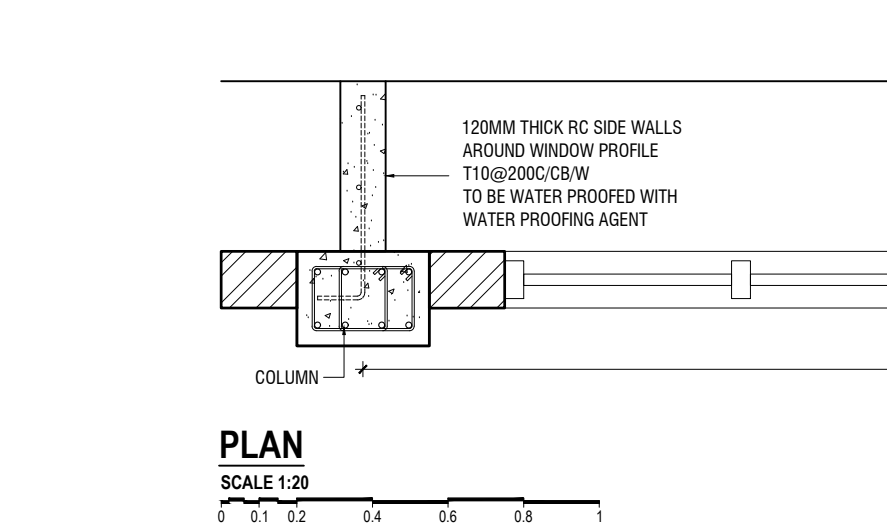 120MM THICK RC SIDE WALLS
AROUND WINDOW PROFILE
T10@200C/CB/W
TO BE WATER PROOFED WITH
WATER PROOFING AGENT
COLUMN
PLAN
SCALE 1:20
0 0.1 0.2 0.4 0.6 0.8 1